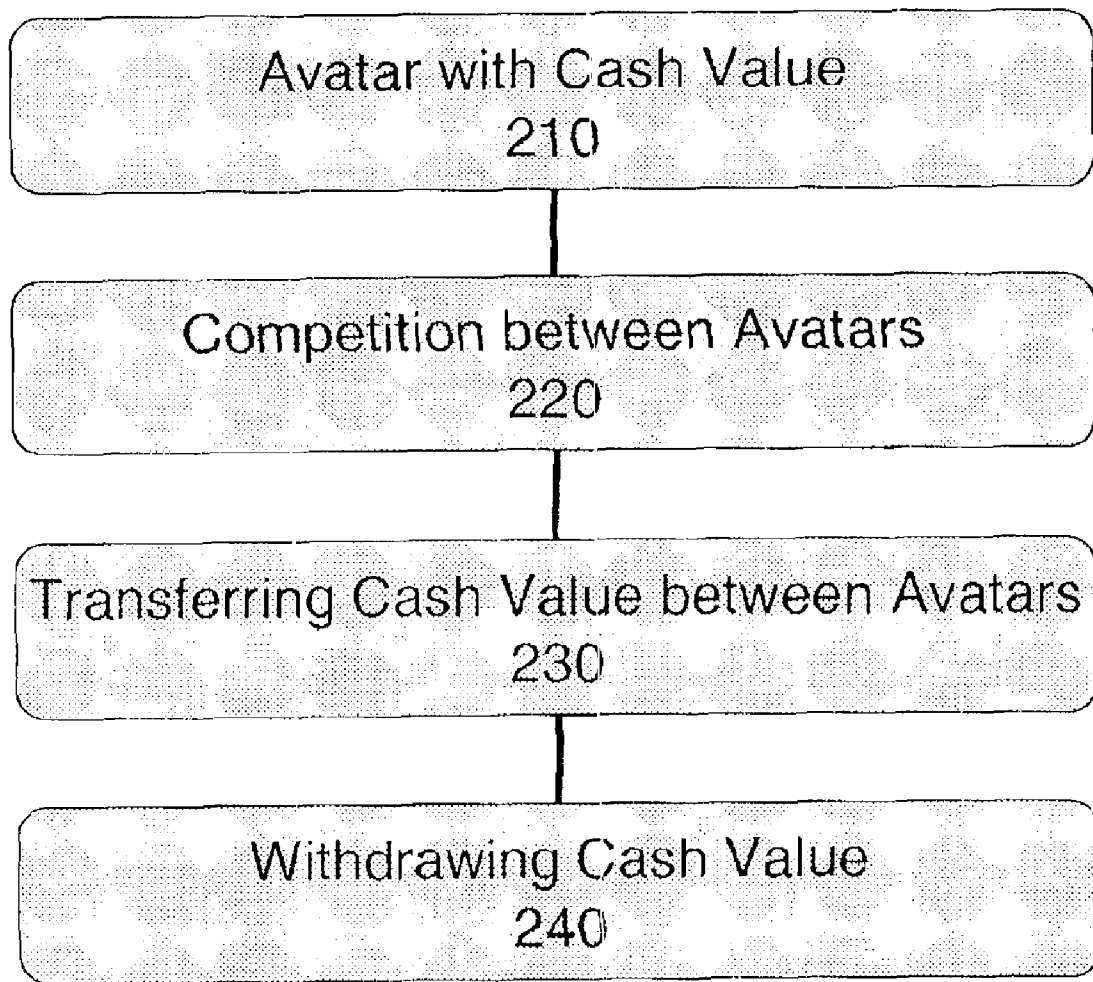 Avatar with Cash Value
210
Competition between Avatars
220
Transferring Cash Value between Avatars
230
Withdrawing Cash Value
240